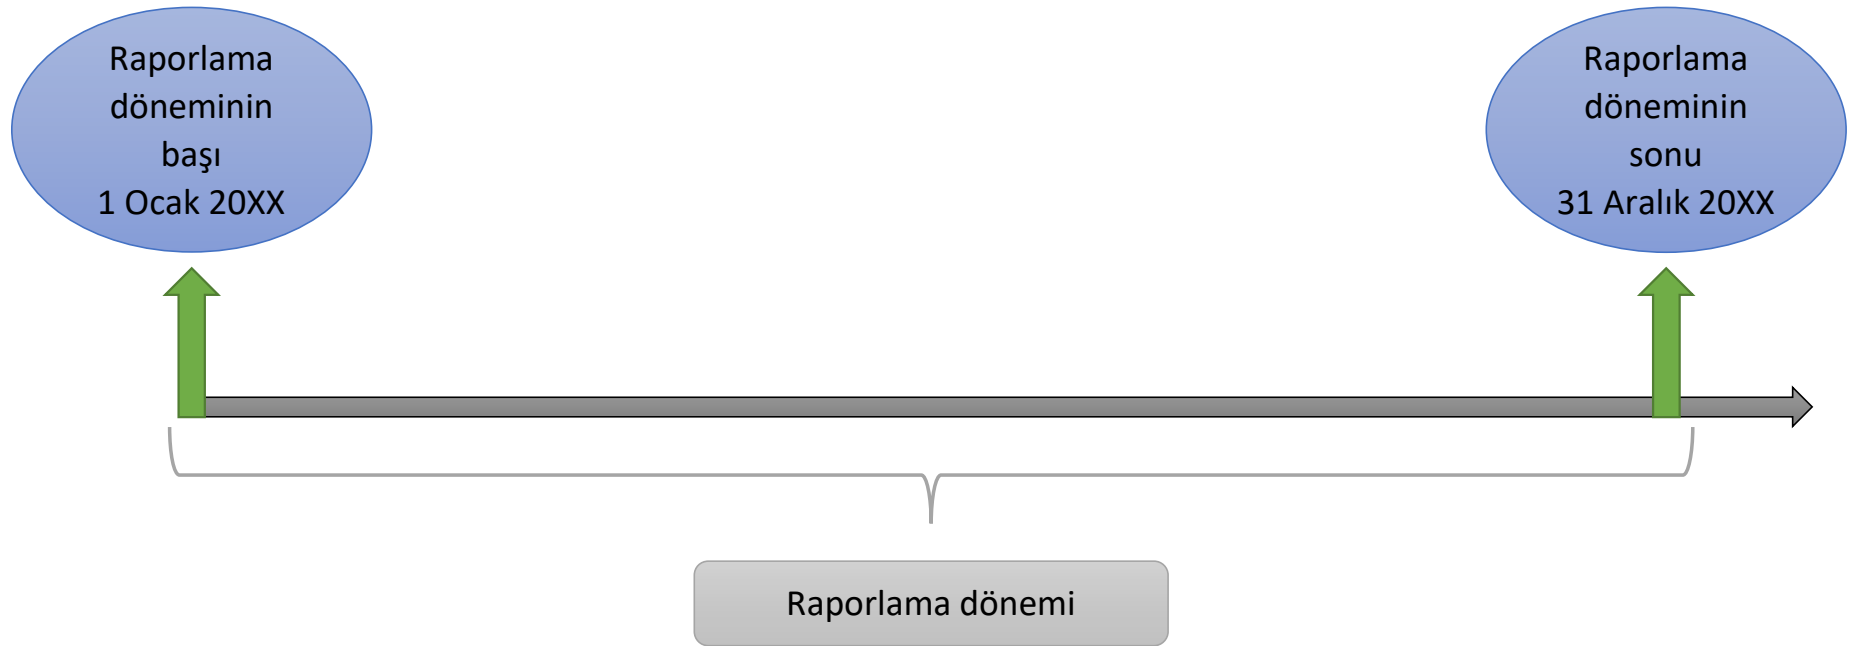 Raporlama
döneminin
başı
1 Ocak 20XX
Raporlama
döneminin
sonu
31 Aralık 20XX
Raporlama dönemi